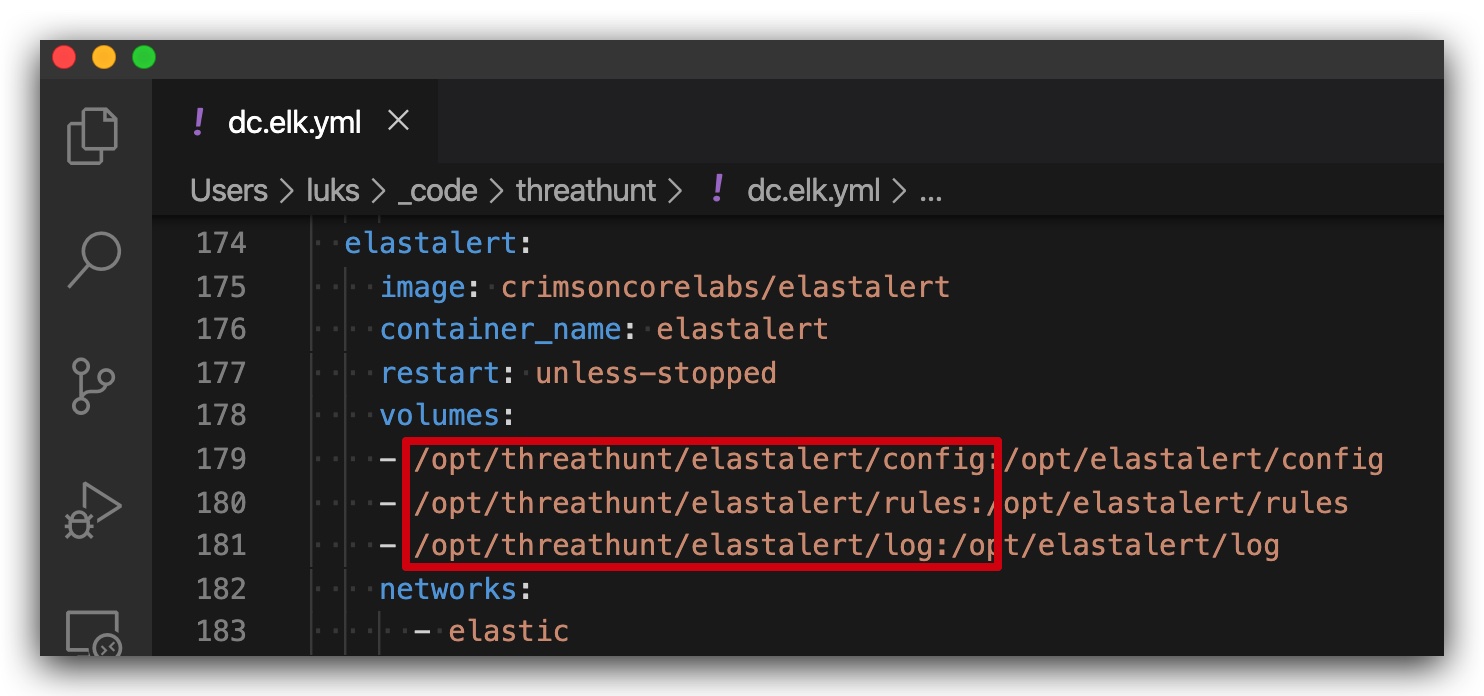 ! dc.elk.yml ×
Users > luks > _code > threathunt > ! dc.elk.yml > ...
174 elastalert:
175 image: crimsoncorelabs/elastalert
176 container_name: elastalert
177 restart: unless-stopped
178 volumes:
179 - /opt/threathunt/elastalert/config:/opt/elastalert/config
180 - /opt/threathunt/elastalert/rules:/opt/elastalert/rules
181 - /opt/threathunt/elastalert/log:/opt/elastalert/log
182 networks:
183 - elastic